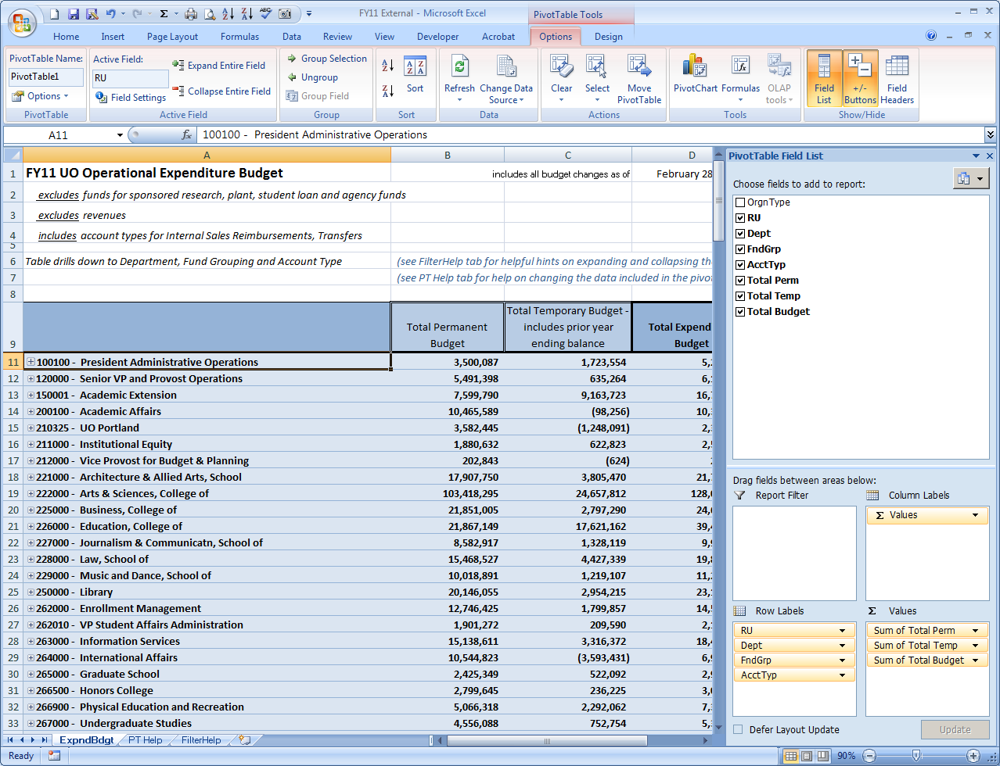 FY11 External - Microsoft Excel
PivotTable Tools
Home Insert Page Layout Formulas Data Review View Developer Acrobat Options Design
PivotTable Name:
PivotTable1
Options
PivotTable
Active Field:
RU
Field Settings
Expand Entire Field
Collapse Entire Field
Active Field
Group Selection
Ungroup
Group Field
Group
Sort
Sort
Refresh
Change Data Source
Data
Clear
Select
Move PivotTable
Actions
PivotChart
Formulas
OLAP tools
Tools
Field List
+/- Buttons
Field Headers
Show/Hide
A11 fx 100100 - President Administrative Operations
A B C D
1 FY11 UO Operational Expenditure Budget includes all budget changes as of February 28
2 excludes funds for sponsored research, plant, student loan and agency funds
3 excludes revenues
4 includes account types for Internal Sales Reimbursements, Transfers
5
6 Table drills down to Department, Fund Grouping and Account Type (see FilterHelp tab for helpful hints on expanding and collapsing th
7 (see PT Help tab for help on changing the data included in the pivo
8
9 Total Permanent Budget Total Temporary Budget - includes prior year ending balance Total Expend Budget
11 100100 - President Administrative Operations 3,500,087 1,723,554 5,
12 120000 - Senior VP and Provost Operations 5,491,398 635,264 6,
13 150001 - Academic Extension 7,599,790 9,163,723 16,
14 200100 - Academic Affairs 10,465,589 (98,256) 10,
15 210325 - UO Portland 3,582,445 (1,248,091) 2,
16 211000 - Institutional Equity 1,880,632 622,823 2,
17 212000 - Vice Provost for Budget & Planning 202,843 (624)
18 221000 - Architecture & Allied Arts, School 17,907,750 3,805,470 21,
19 222000 - Arts & Sciences, College of 103,418,295 24,657,812 128,
20 225000 - Business, College of 21,851,005 2,797,290 24,
21 226000 - Education, College of 21,867,149 17,621,162 39,
22 227000 - Journalism & Communicatn, School of 8,582,917 1,328,119 9,
23 228000 - Law, School of 15,468,527 4,427,339 19,
24 229000 - Music and Dance, School of 10,018,891 1,219,107 11,
25 250000 - Library 20,146,055 2,954,215 23,
26 262000 - Enrollment Management 12,746,425 1,799,857 14,
27 262010 - VP Student Affairs Administration 1,901,272 209,590 2,
28 263000 - Information Services 15,138,611 3,316,372 18,
29 264000 - International Affairs 10,544,823 (3,593,431) 6,
30 265000 - Graduate School 2,425,349 522,092 2,
31 266500 - Honors College 2,799,645 236,225 3,
32 266900 - Physical Education and Recreation 5,066,318 2,292,062 7,
33 267000 - Undergraduate Studies 4,556,088 752,754 5,
ExpndBdgt PT Help FilterHelp
Ready 90%
PivotTable Field List
Choose fields to add to report:
OrgnType
RU
Dept
FndGrp
AcctTyp
Total Perm
Total Temp
Total Budget
Drag fields between areas below:
Report Filter
Column Labels
Σ Values
Row Labels
Σ Values
RU
Dept
FndGrp
AcctTyp
Sum of Total Perm
Sum of Total Temp
Sum of Total Budget
Defer Layout Update
Update